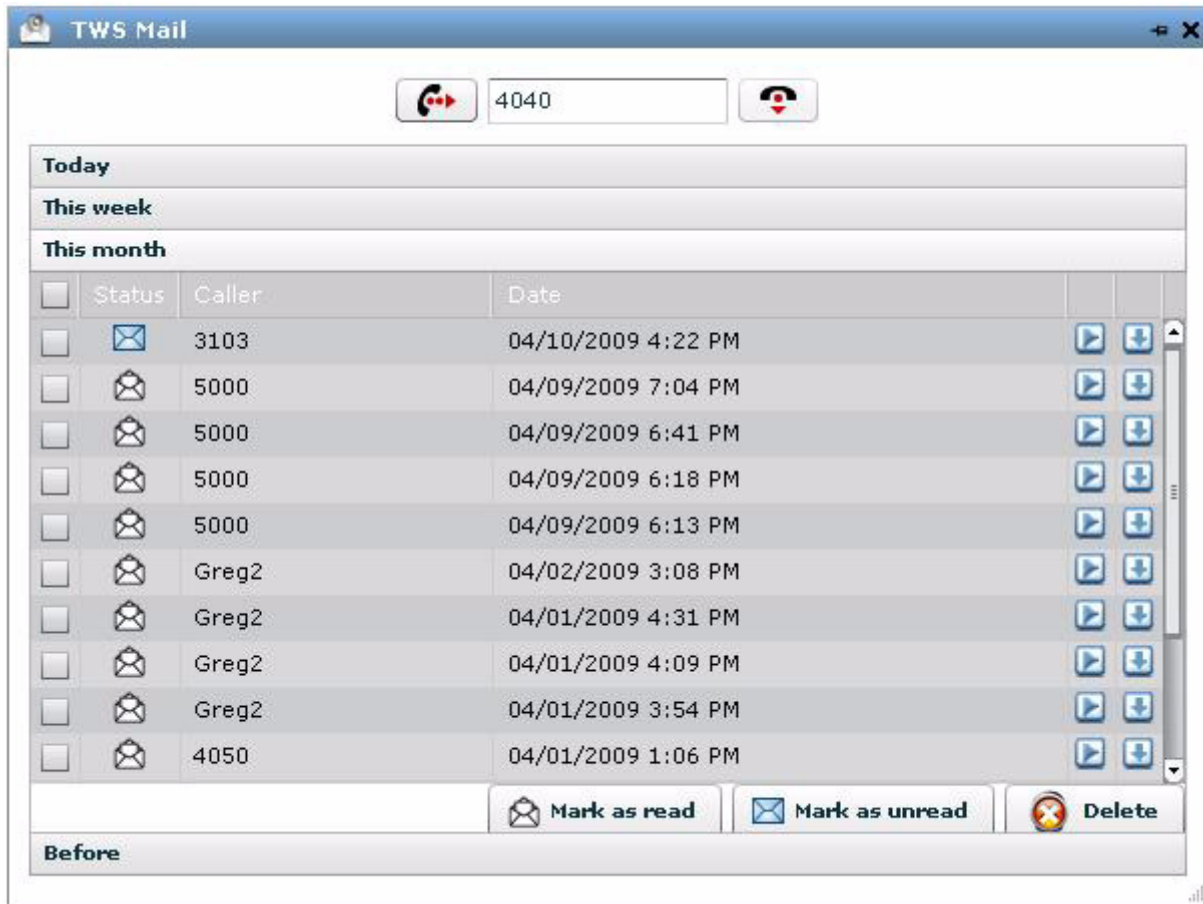 TWS Mail
4040
Today
This week
This month
Status Caller Date
3103 04/10/2009 4:22 PM
5000 04/09/2009 7:04 PM
5000 04/09/2009 6:41 PM
5000 04/09/2009 6:18 PM
5000 04/09/2009 6:13 PM
Greg2 04/02/2009 3:08 PM
Greg2 04/01/2009 4:31 PM
Greg2 04/01/2009 4:09 PM
Greg2 04/01/2009 3:54 PM
4050 04/01/2009 1:06 PM
Mark as read Mark as unread Delete
Before